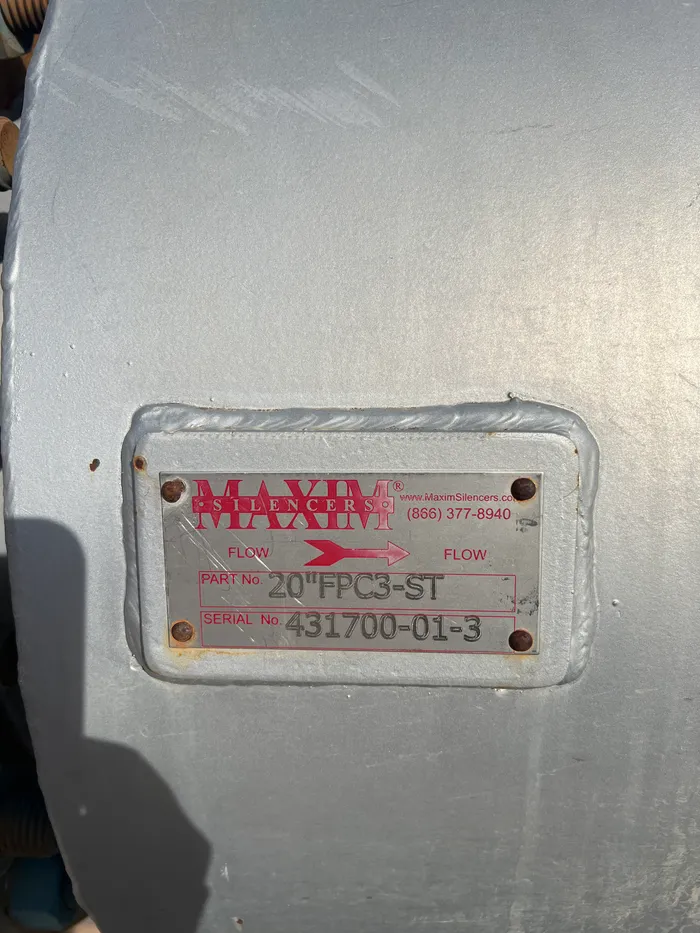 MAXIM®
·SILENCERS·
www.MaximSilencers.co
(866) 377-8940
FLOW FLOW
PART No. 20"FPC3-ST
SERIAL No. 431700-01-3